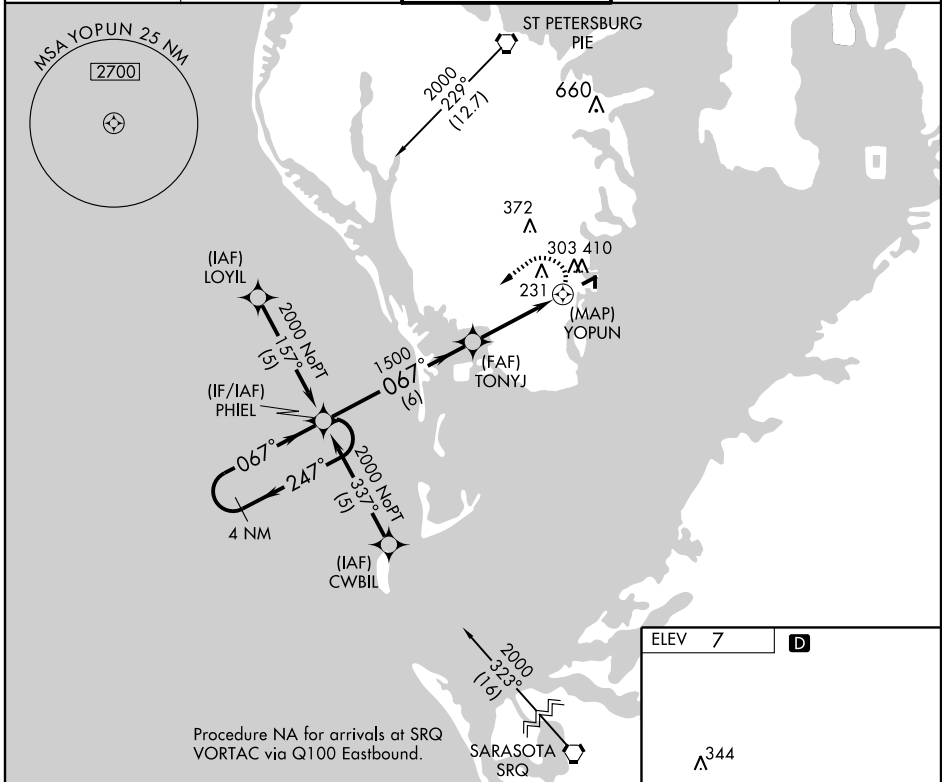 MSA YOPUN 25 NM
2700
ST PETERSBURG
PIE
2000
229°
(12.7)
660
372
303 410
231
(MAP)
YOPUN
(IAF)
LOYIL
2000 NoPT
157°
(5)
1500
067°
(6)
(FAF)
TONYJ
(IF/IAF)
PHIEL
067°
247°
4 NM
2000 NoPT
337°
(5)
(IAF)
CWBIL
2000
323°
(16)
Procedure NA for arrivals at SRQ
VORTAC via Q100 Eastbound.
SARASOTA
SRQ
ELEV 7
D
344